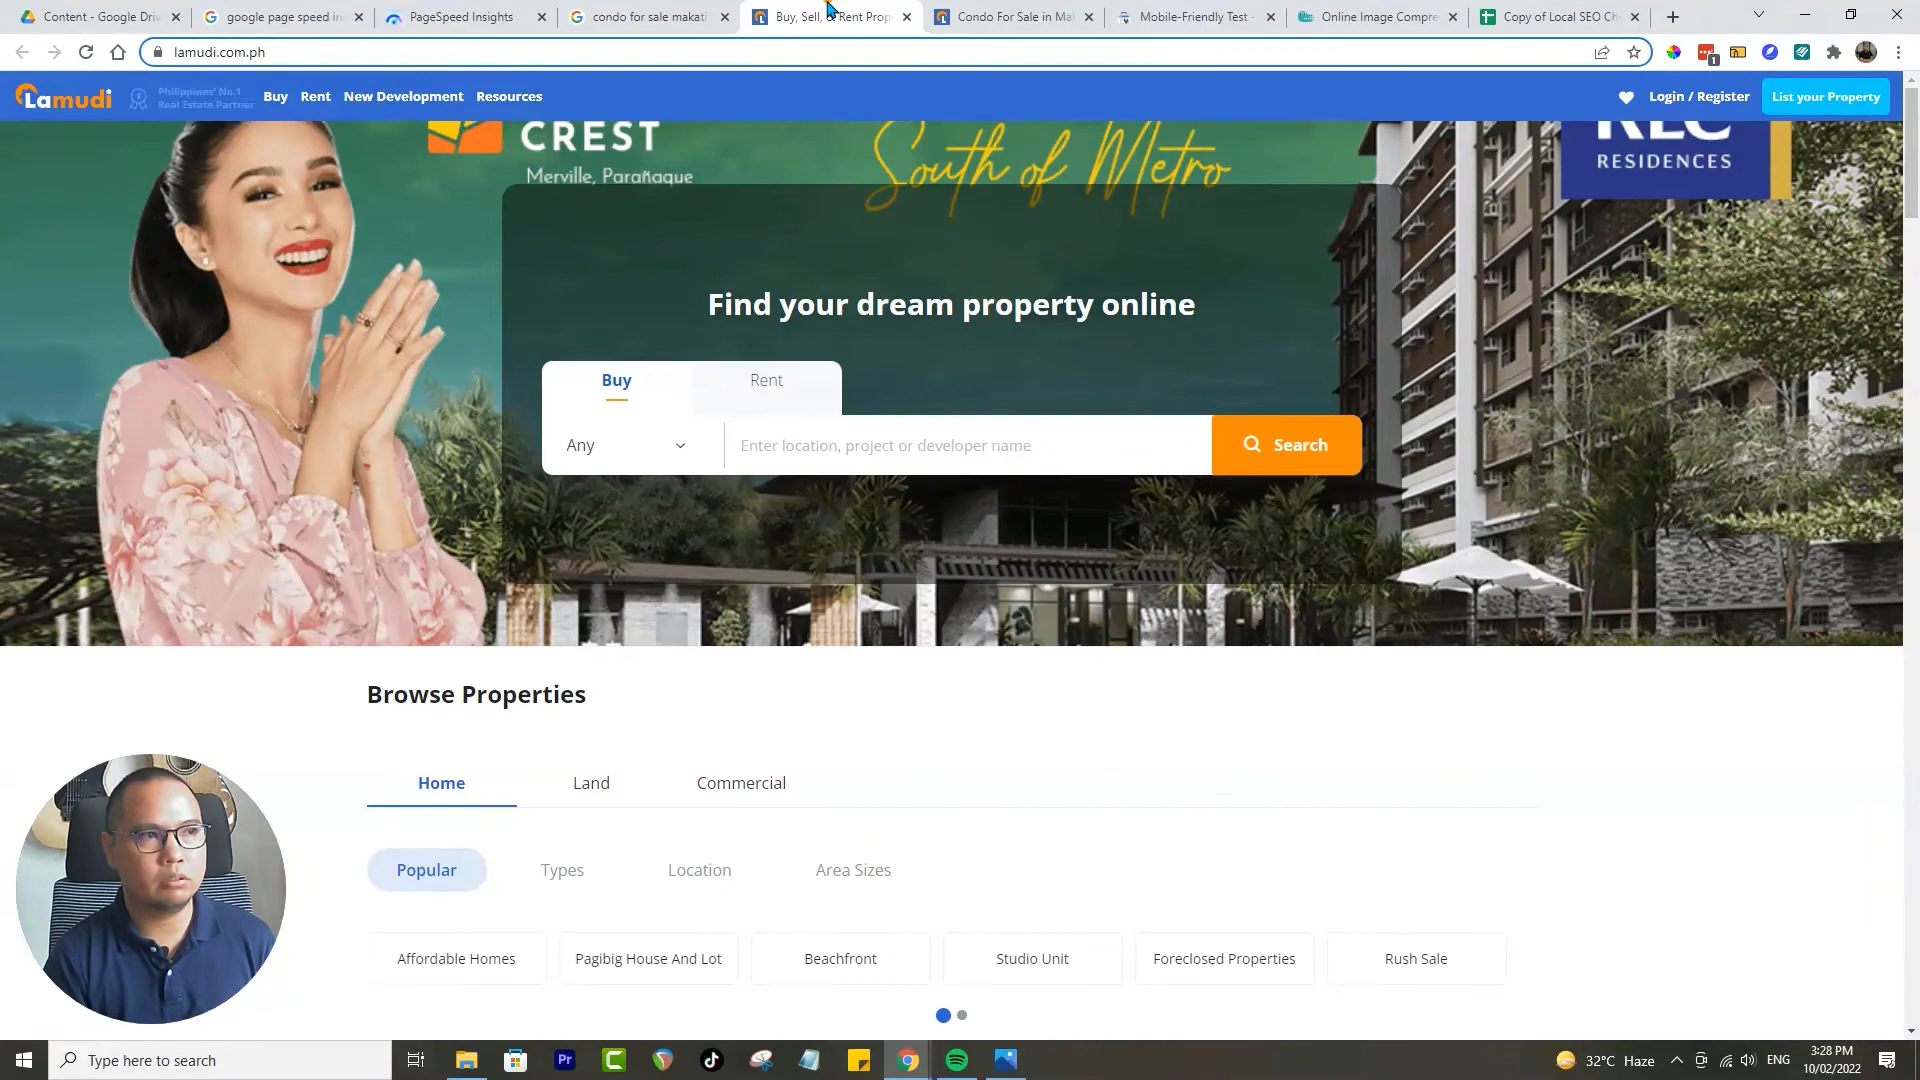 Content - Google Driv
google page speed in
PageSpeed Insights
condo for sale makati
Buy, Sell, & Rent Prope
Condo For Sale in Mak
Mobile-Friendly Test -
Online Image Compre
Copy of Local SEO Ch
lamudi.com.ph
1
Lamudi
Philippines' No.1
Real Estate Partner
Buy
Rent
New Development
Resources
Login / Register
List your Property
CREST
Merville, Parañaque
South of Metro
RLC
RESIDENCES
Find your dream property online
Buy
Rent
Any
Enter location, project or developer name
Search
Browse Properties
Home
Land
Commercial
Popular
Types
Location
Area Sizes
Affordable Homes
Pagibig House And Lot
Beachfront
Studio Unit
Foreclosed Properties
Rush Sale
Type here to search
Pr
32°C Haze
ENG
3:28 PM
10/02/2022